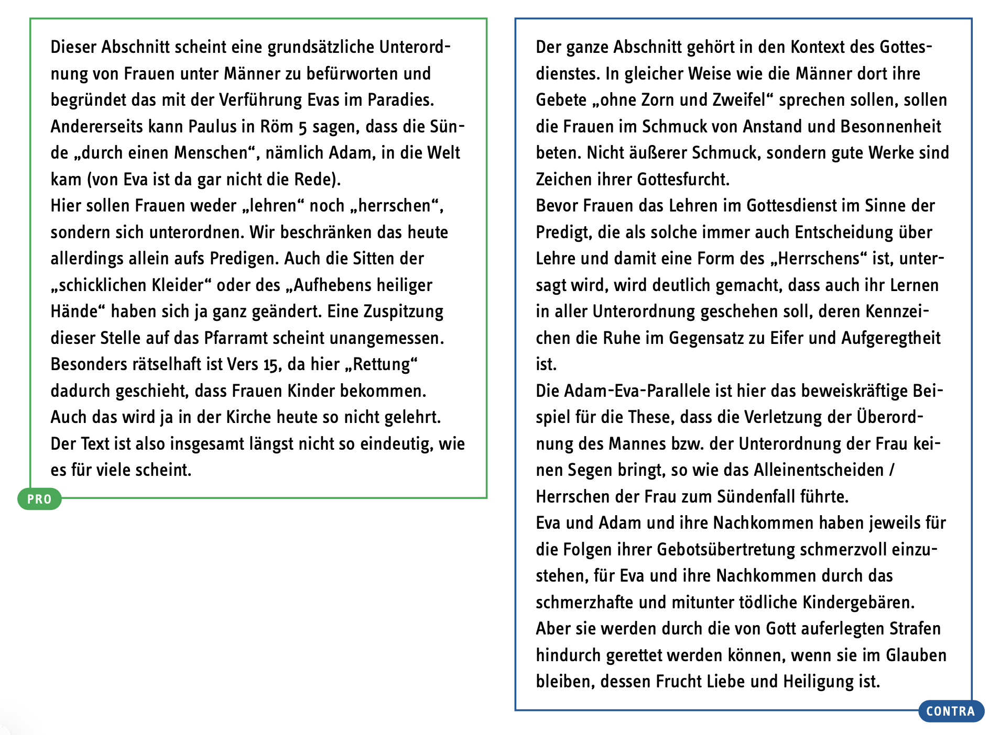 Dieser Abschnitt scheint eine grundsätzliche Unterord-
nung von Frauen unter Männer zu befürworten und
begründet das mit der Verführung Evas im Paradies.
Andererseits kann Paulus in Röm 5 sagen, dass die Sün-
de „durch einen Menschen“, nämlich Adam, in die Welt
kam (von Eva ist da gar nicht die Rede).
Hier sollen Frauen weder „lehren“ noch „herrschen“,
sondern sich unterordnen. Wir beschränken das heute
allerdings allein aufs Predigen. Auch die Sitten der
„schicklichen Kleider“ oder des „Aufhebens heiliger
Hände“ haben sich ja ganz geändert. Eine Zuspitzung
dieser Stelle auf das Pfarramt scheint unangemessen.
Besonders rätselhaft ist Vers 15, da hier „Rettung“
dadurch geschieht, dass Frauen Kinder bekommen.
Auch das wird ja in der Kirche heute so nicht gelehrt.
Der Text ist also insgesamt längst nicht so eindeutig, wie
es für viele scheint.
PRO
Der ganze Abschnitt gehört in den Kontext des Gottes-
dienstes. In gleicher Weise wie die Männer dort ihre
Gebete „ohne Zorn und Zweifel“ sprechen sollen, sollen
die Frauen im Schmuck von Anstand und Besonnenheit
beten. Nicht äußerer Schmuck, sondern gute Werke sind
Zeichen ihrer Gottesfurcht.
Bevor Frauen das Lehren im Gottesdienst im Sinne der
Predigt, die als solche immer auch Entscheidung über
Lehre und damit eine Form des „Herrschens“ ist, unter-
sagt wird, wird deutlich gemacht, dass auch ihr Lernen
in aller Unterordnung geschehen soll, deren Kennzei-
chen die Ruhe im Gegensatz zu Eifer und Aufgeregtheit
ist.
Die Adam-Eva-Parallele ist hier das beweiskräftige Bei-
spiel für die These, dass die Verletzung der Überord-
nung des Mannes bzw. der Unterordnung der Frau kei-
nen Segen bringt, so wie das Alleinentscheiden /
Herrschen der Frau zum Sündenfall führte.
Eva und Adam und ihre Nachkommen haben jeweils für
die Folgen ihrer Gebotsübertretung schmerzvoll einzu-
stehen, für Eva und ihre Nachkommen durch das
schmerzhafte und mitunter tödliche Kindergebären.
Aber sie werden durch die von Gott auferlegten Strafen
hindurch gerettet werden können, wenn sie im Glauben
bleiben, dessen Frucht Liebe und Heiligung ist.
CONTRA